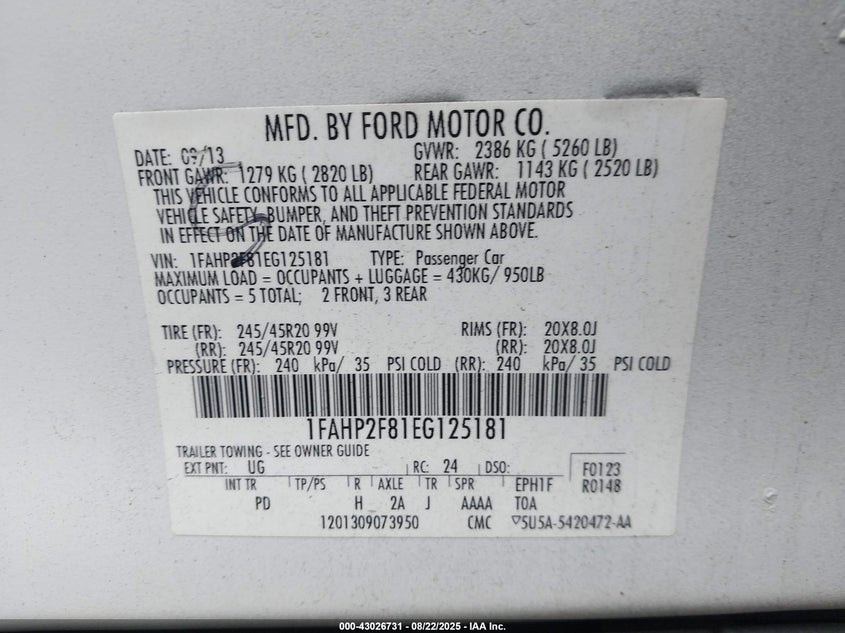 MFD. BY FORD MOTOR CO.
DATE: 09/13 GVWR: 2386 KG ( 5260 LB)
FRONT GAWR: 1279 KG ( 2820 LB) REAR GAWR: 1143 KG ( 2520 LB)
THIS VEHICLE CONFORMS TO ALL APPLICABLE FEDERAL MOTOR
VEHICLE SAFETY, BUMPER, AND THEFT PREVENTION STANDARDS
IN EFFECT ON THE DATE OF MANUFACTURE SHOWN ABOVE.
VIN: 1FAHP2F81EG125181 TYPE: Passenger Car
MAXIMUM LOAD = OCCUPANTS + LUGGAGE = 430KG/ 950LB
OCCUPANTS = 5 TOTAL; 2 FRONT, 3 REAR
TIRE (FR): 245/45R20 99V RIMS (FR): 20X8.0J
(RR): 245/45R20 99V (RR): 20X8.0J
PRESSURE (FR): 240 kPa/ 35 PSI COLD (RR): 240 kPa/ 35 PSI COLD
1FAHP2F81EG125181
TRAILER TOWING - SEE OWNER GUIDE
EXT PNT: UG RC: 24 DSO: F0123
INT TR TP/PS R AXLE TR SPR EPH1F R0148
PD H 2A J AAAA TOA
1201309073950 CMC ▽5U5A-5420472-AA
000-43026731 - 08/22/2025 - IAA Inc.